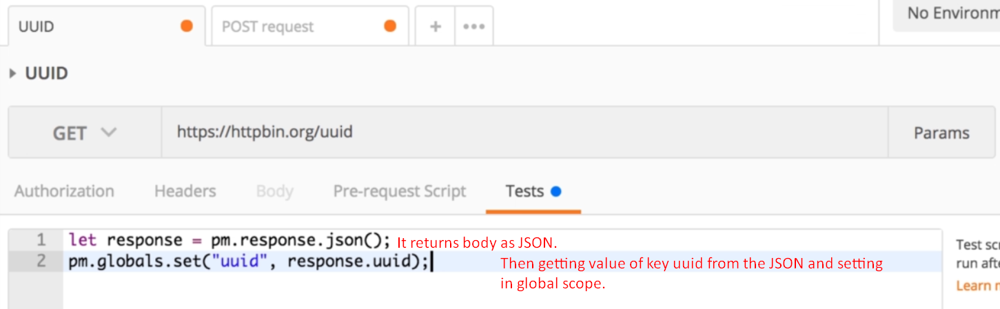 UUID POST request + No Environm
UUID
GET https://httpbin.org/uuid Params
Authorization Headers Body Pre-request Script Tests
1 let response = pm.response.json(); It returns body as JSON.
Test scr
2 pm.globals.set("uuid", response.uuid); Then getting value of key uuid from the JSON and setting
run afte
in global scope.
Learn m